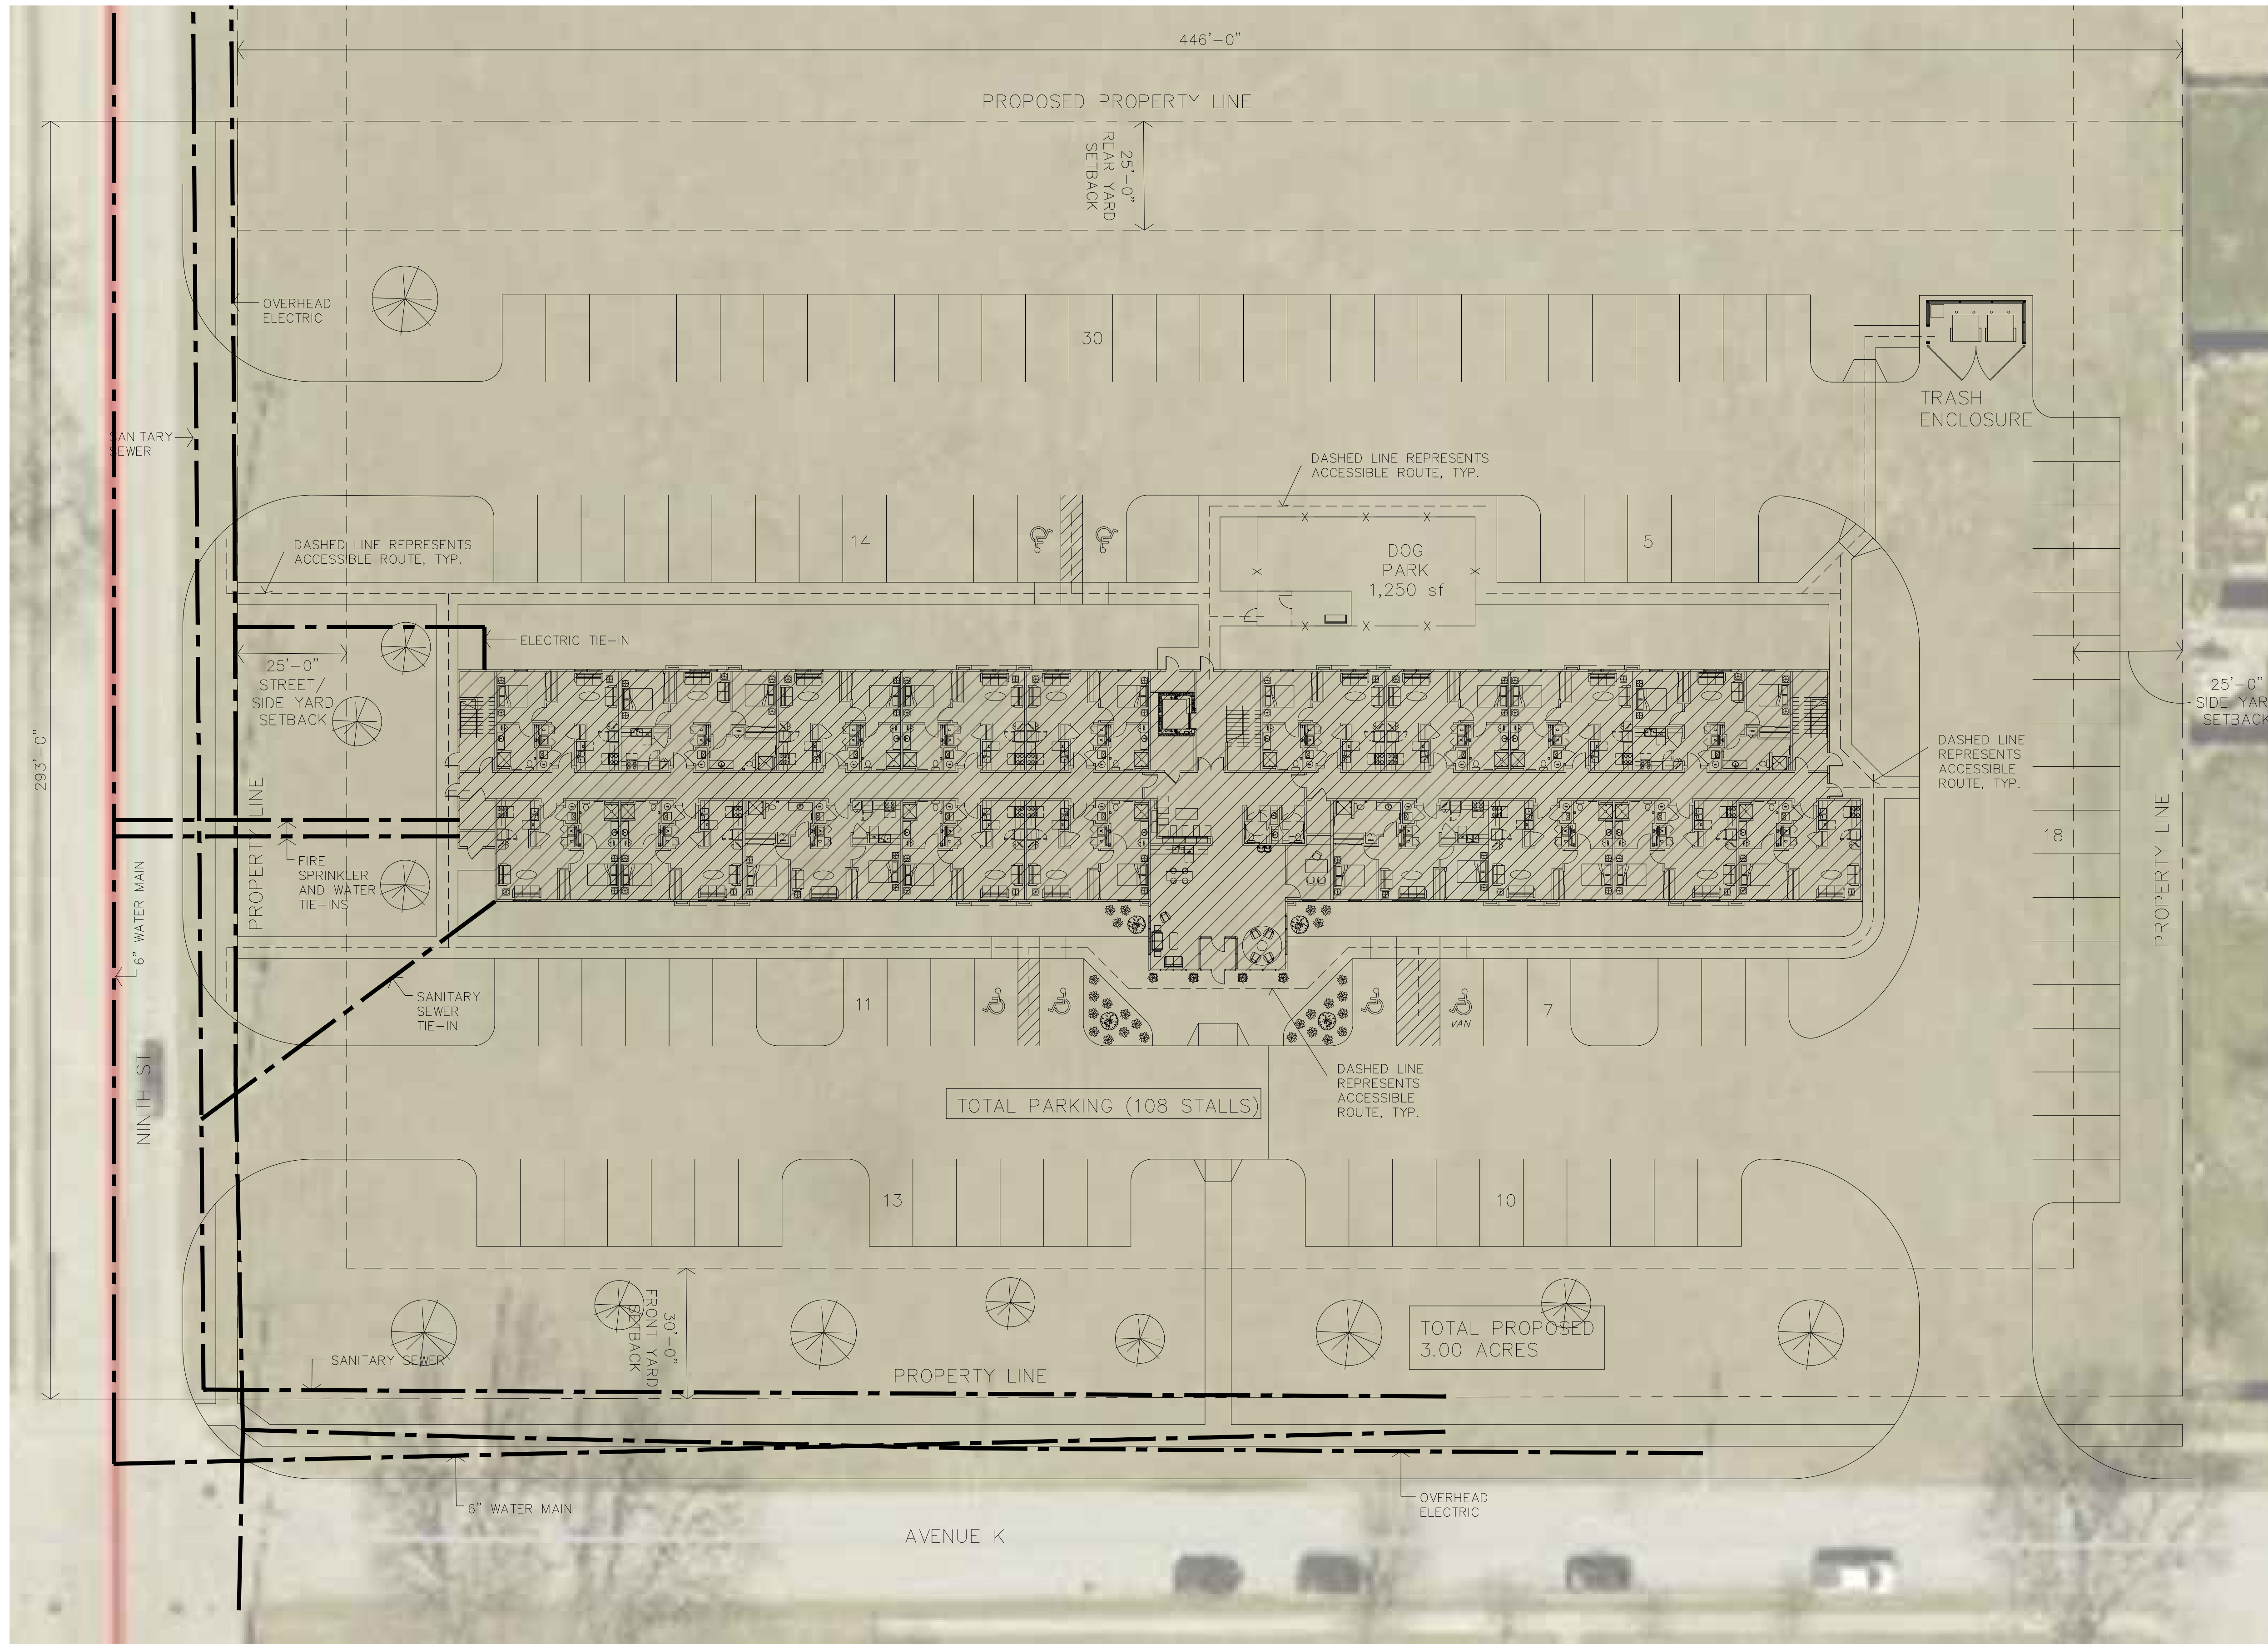 446'-0"
PROPOSED PROPERTY LINE
25'-0"
REAR YARD
SETBACK
OVERHEAD
ELECTRIC
30
TRASH
ENCLOSURE
SANITARY
SEWER
DASHED LINE REPRESENTS
ACCESSIBLE ROUTE, TYP.
DASHED LINE REPRESENTS
ACCESSIBLE ROUTE, TYP.
14
DOG
PARK
1,250 sf
5
ELECTRIC TIE-IN
25'-0"
STREET/
SIDE YARD
SETBACK
25'-0"
SIDE YAR
SETBACK
293'-0"
PROPERTY LINE
DASHED LINE
REPRESENTS
ACCESSIBLE
ROUTE, TYP.
18
PROPERTY LINE
FIRE
SPRINKLER
AND WATER
TIE-INS
6" WATER MAIN
SANITARY
SEWER
TIE-IN
11
VAN
7
NINTH ST
DASHED LINE
REPRESENTS
ACCESSIBLE
ROUTE, TYP.
TOTAL PARKING (108 STALLS)
13
10
30'-0"
FRONT YARD
SETBACK
TOTAL PROPOSED
3.00 ACRES
SANITARY SEWER
PROPERTY LINE
6" WATER MAIN
OVERHEAD
ELECTRIC
AVENUE K